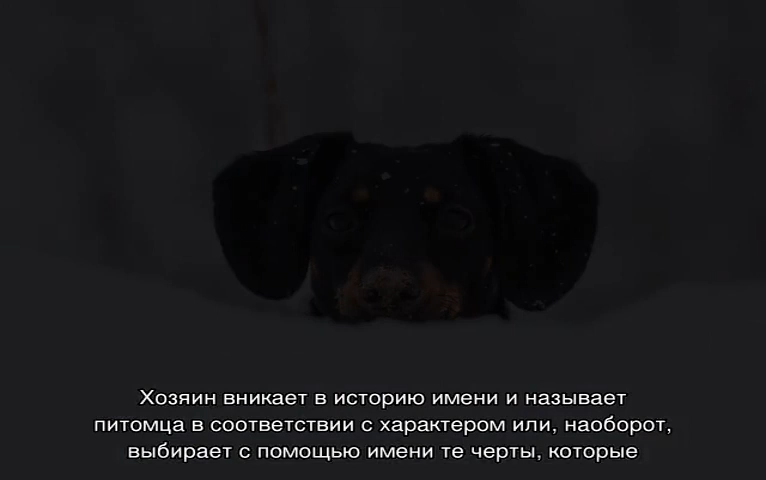 Хозяин вникает в историю имени и называет
питомца в соответствии с характером или, наоборот,
выбирает с помощью имени те черты, которые